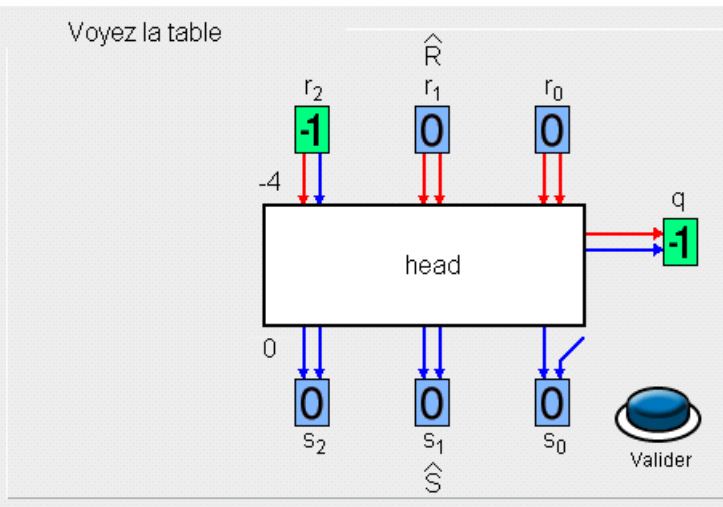 Voyez la table
R̂
r₂ r₁ r₀
-1 0 0
-4
q
-1
head
0
0 0 0
s₂ s₁ s₀
Valider
Ŝ